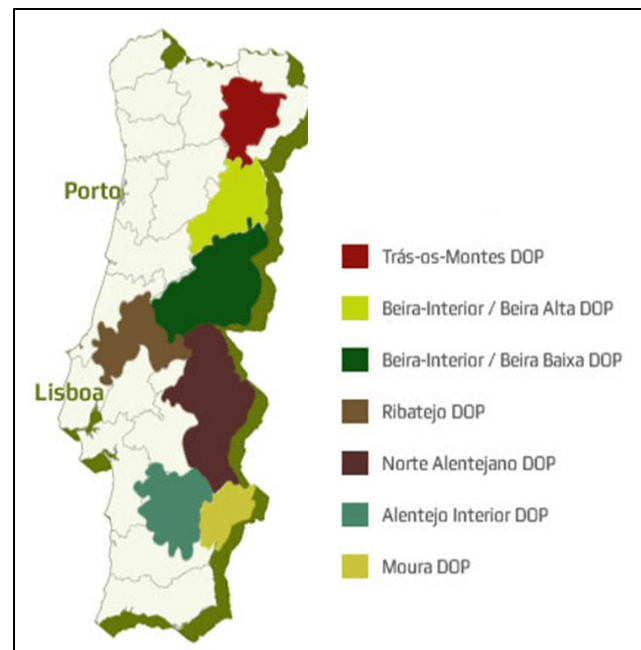 Porto
Lisboa
Trás-os-Montes DOP
Beira-Interior / Beira Alta DOP
Beira-Interior / Beira Baixa DOP
Ribatejo DOP
Norte Alentejano DOP
Alentejo Interior DOP
Moura DOP